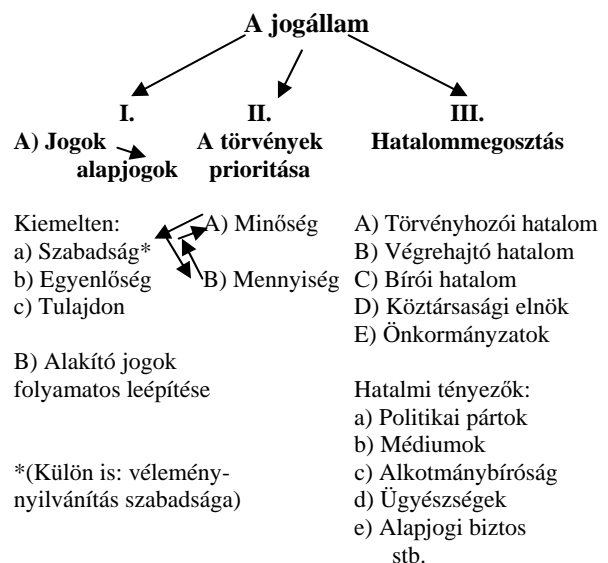 A jogállam
I. II. III.
A) Jogok A törvények Hatalommegosztás
alapjogok prioritása
Kiemelten: A) Minőség A) Törvényhozói hatalom
a) Szabadság* B) Végrehajtó hatalom
b) Egyenlőség B) Mennyiség C) Bírói hatalom
c) Tulajdon D) Köztársasági elnök
E) Önkormányzatok
B) Alakító jogok
folyamatos leépítése Hatalmi tényezők:
a) Politikai pártok
b) Médiumok
*(Külön is: vélemény- c) Alkotmánybíróság
nyilvánítás szabadsága) d) Ügyészségek
e) Alapjogi biztos
stb.